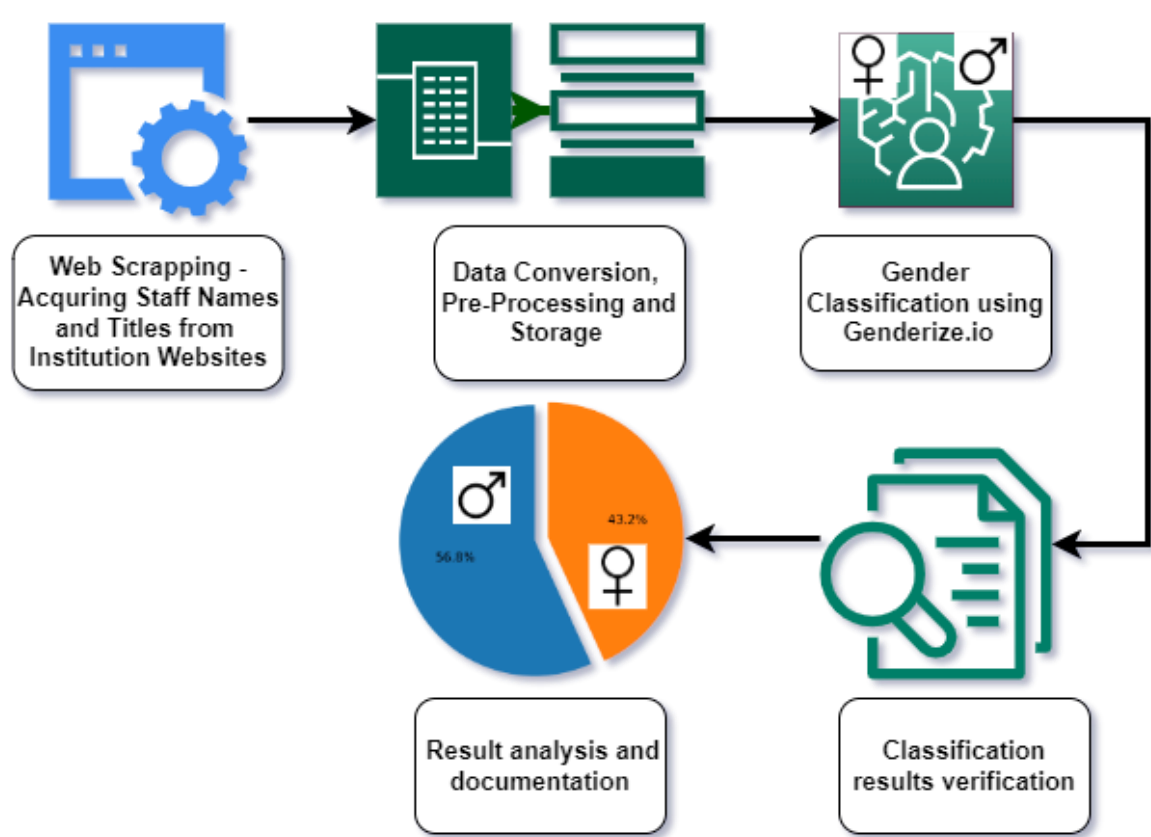 Web Scrapping -
Acquring Staff Names
and Titles from
Institution Websites
Data Conversion,
Pre-Processing and
Storage
Gender
Classification using
Genderize.io
43.2%
56.8%
Result analysis and
documentation
Classification
results verification